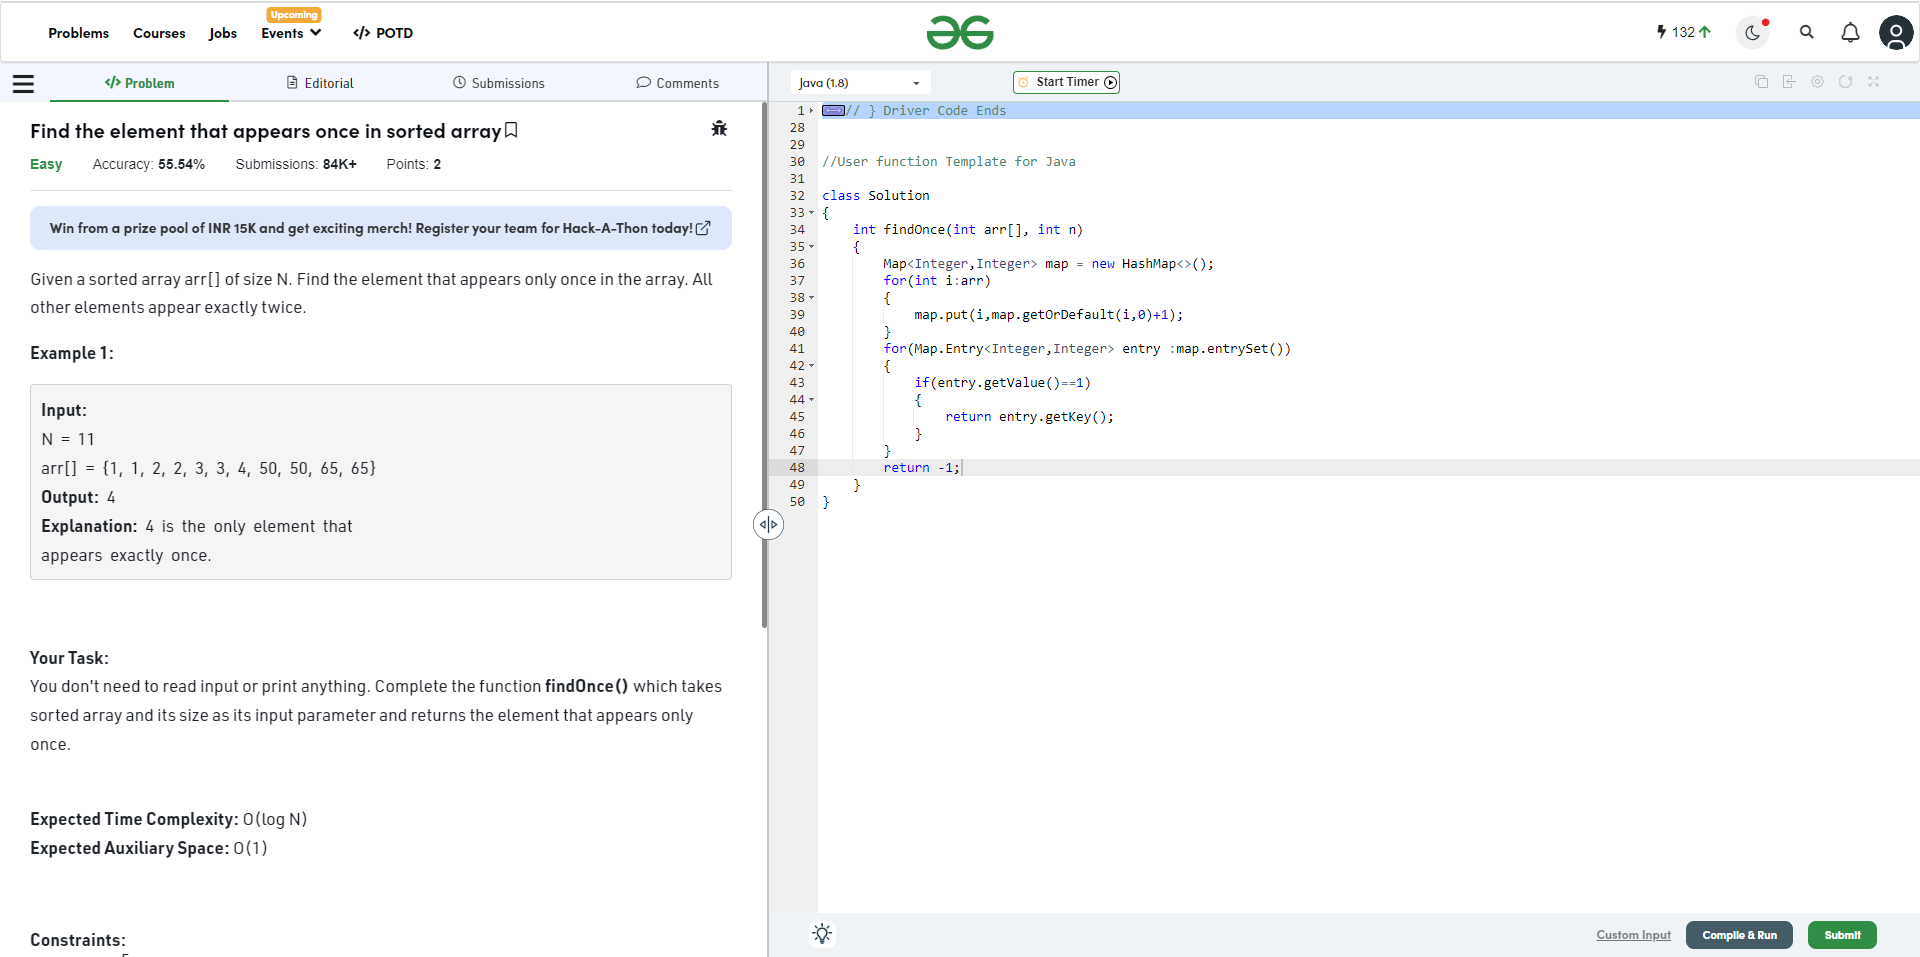 Problems Courses Jobs Upcoming Events </> POTD
132
</> Problem Editorial Submissions Comments
Find the element that appears once in sorted array
Easy Accuracy: 55.54% Submissions: 84K+ Points: 2
Win from a prize pool of INR 15K and get exciting merch! Register your team for Hack-A-Thon today!
Given a sorted array arr[] of size N. Find the element that appears only once in the array. All
other elements appear exactly twice.
Example 1:
Input:
N = 11
arr[] = {1, 1, 2, 2, 3, 3, 4, 50, 50, 65, 65}
Output: 4
Explanation: 4 is the only element that
appears exactly once.
Your Task:
You don't need to read input or print anything. Complete the function findOnce() which takes
sorted array and its size as its input parameter and returns the element that appears only
once.
Expected Time Complexity: O(log N)
Expected Auxiliary Space: O(1)
Constraints:
Java (1.8) Start Timer
1 // } Driver Code Ends
28
29
30 //User function Template for Java
31
32 class Solution
33 {
34 int findOnce(int arr[], int n)
35 {
36 Map<Integer,Integer> map = new HashMap<>();
37 for(int i:arr)
38 {
39 map.put(i,map.getOrDefault(i,0)+1);
40 }
41 for(Map.Entry<Integer,Integer> entry :map.entrySet())
42 {
43 if(entry.getValue()==1)
44 {
45 return entry.getKey();
46 }
47 }
48 return -1;
49 }
50 }
Custom Input Compile & Run Submit